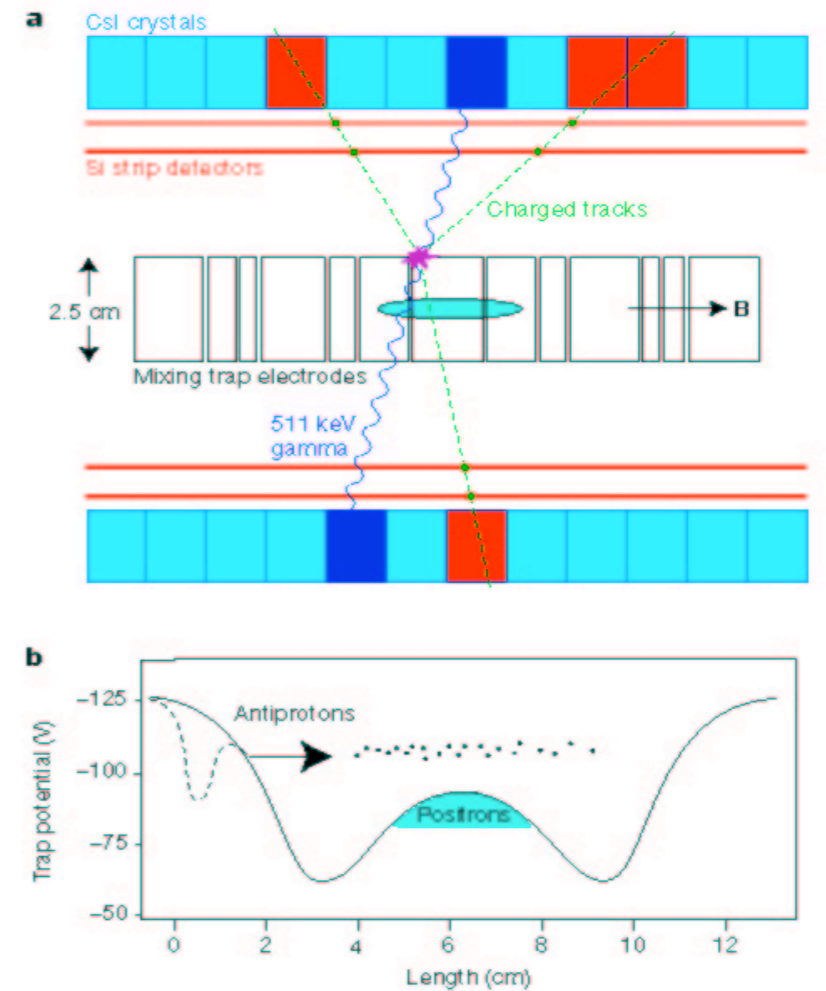 a
CsI crystals
Si strip detectors
Charged tracks
2.5 cm
B
Mixing trap electrodes
511 keV
gamma
b
Trap potential (V)
–125
–100
–75
–50
Antiprotons
Positrons
0 2 4 6 8 10 12
Length (cm)